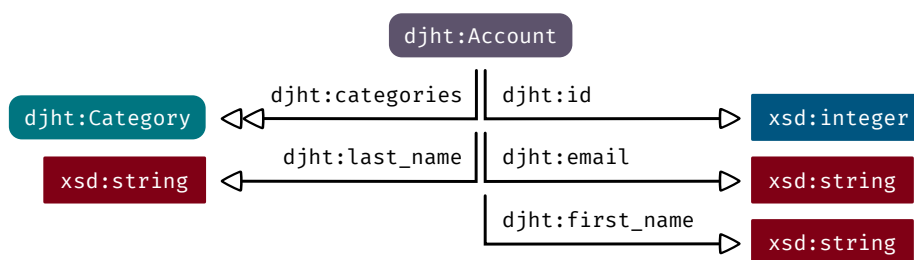 djht:Account
djht:categories djht:id
djht:Category xsd:integer
djht:last_name djht:email
xsd:string xsd:string
djht:first_name
xsd:string